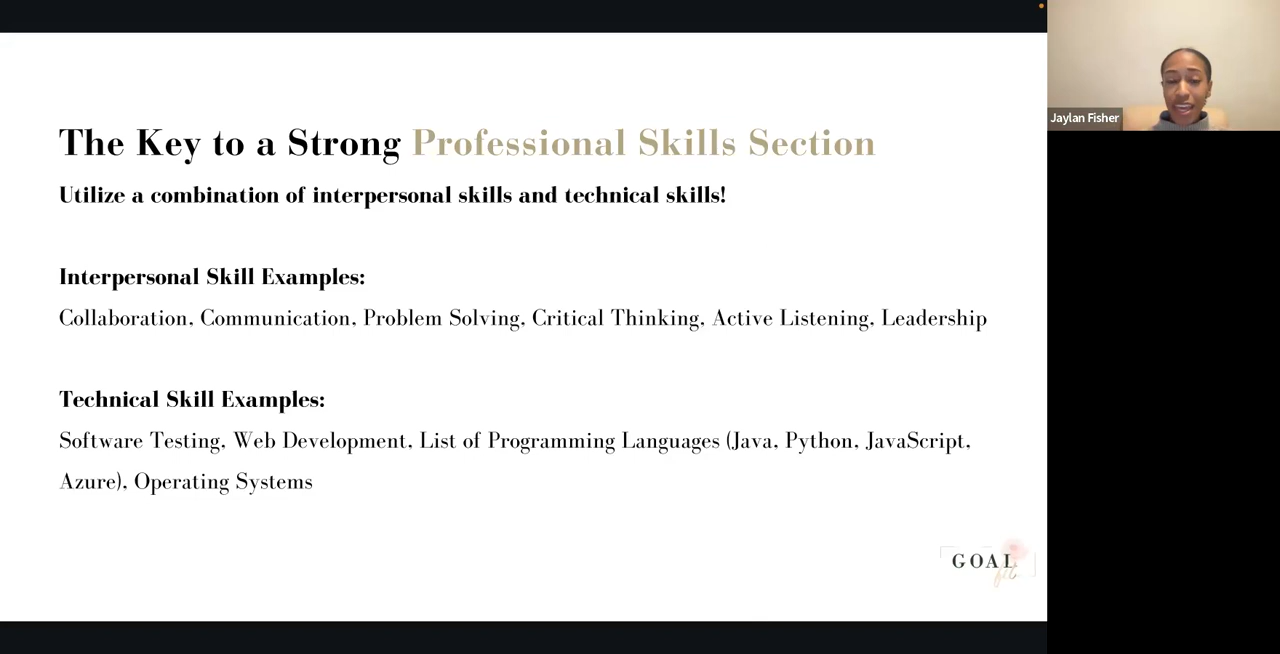 The Key to a Strong Professional Skills Section
Utilize a combination of interpersonal skills and technical skills!
Interpersonal Skill Examples:
Collaboration, Communication, Problem Solving, Critical Thinking, Active Listening, Leadership
Technical Skill Examples:
Software Testing, Web Development, List of Programming Languages (Java, Python, JavaScript,
Azure), Operating Systems
GOAL
Jaylan Fisher